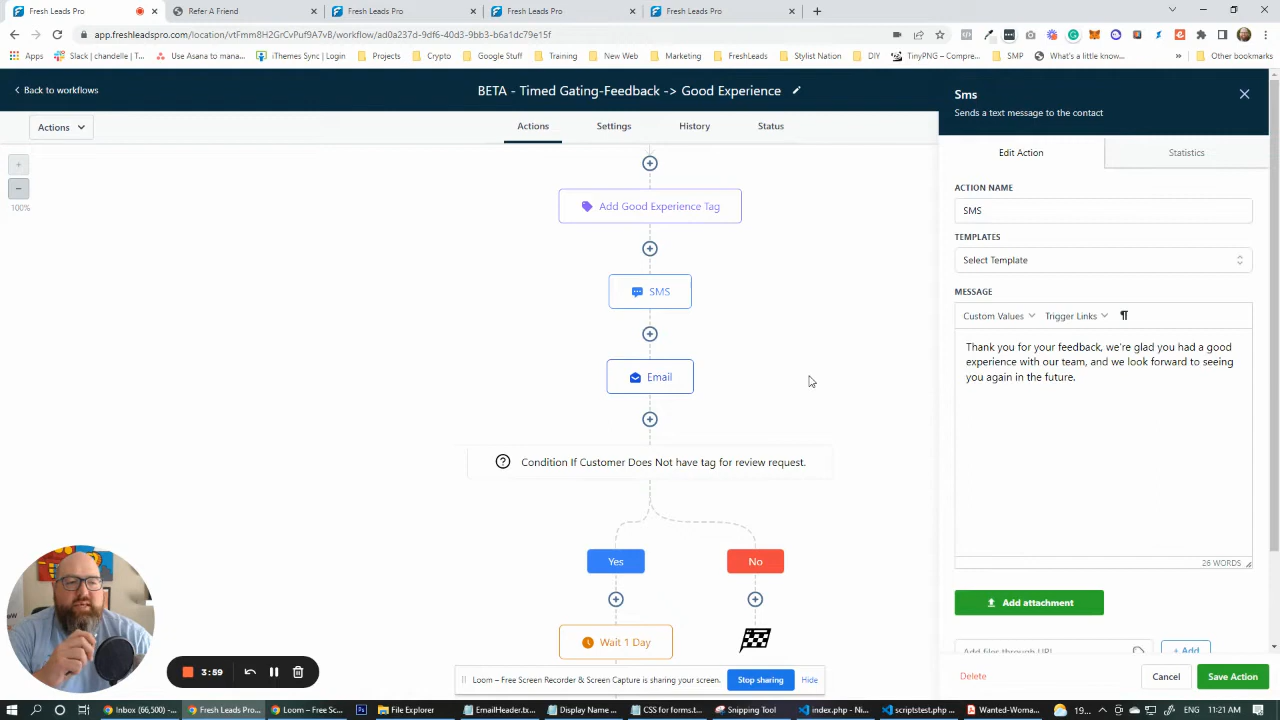 Fresh Leads Pro
Refer A Friend
Fresh Leads Pro
Fresh Leads Pro
Fresh Leads Pro
app.freshleadspro.com/location/vtFmm8H2GrCvFuj9A7V8/workflow/ad0a237d-9df6-40d3-9bb3-b6a1dc79e15f
Apps
Slack | chandelle | T...
Use Asana to mana...
iThemes Sync | Login
Projects
Crypto
Google Stuff
Training
New Web
Marketing
FreshLeads
Stylist Nation
DIY
TinyPNG – Compre...
SMP
What's a little know...
»
Other bookmarks
Back to workflows
BETA - Timed Gating-Feedback -> Good Experience
Actions
Actions
Settings
History
Status
100%
Add Good Experience Tag
SMS
Email
Condition If Customer Does Not have tag for review request.
Yes
No
Wait 1 Day
Sms
Sends a text message to the contact
Edit Action
Statistics
ACTION NAME
SMS
TEMPLATES
Select Template
MESSAGE
Custom Values
Trigger Links
Thank you for your feedback, we're glad you had a good
experience with our team, and we look forward to seeing
you again in the future.
26 WORDS
Add attachment
Add files through URL
+ Add
Delete
Cancel
Save Action
3:59
Loom – Free Screen Recorder & Screen Capture is sharing your screen.
Stop sharing
Hide
Inbox (66,500) - ...
Fresh Leads Pro - ...
Loom – Free Scr...
File Explorer
EmailHeader.txt ...
Display Name ...
CSS for forms.txt...
Snipping Tool
index.php - Nin...
scriptstest.php - ...
Wanted-Woma...
11:21 AM